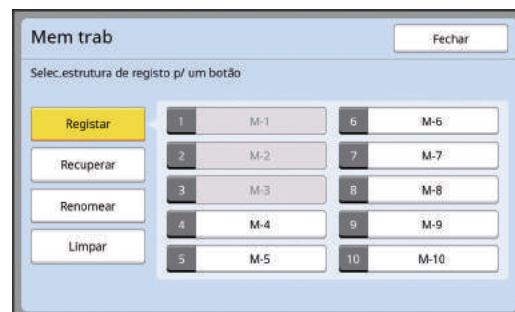 Mem trab
Fechar
Selec.estrutura de registo p/ um botão
Registar
Recuperar
Renomear
Limpar
1 M-1
2 M-2
3 M-3
4 M-4
5 M-5
6 M-6
7 M-7
8 M-8
9 M-9
10 M-10